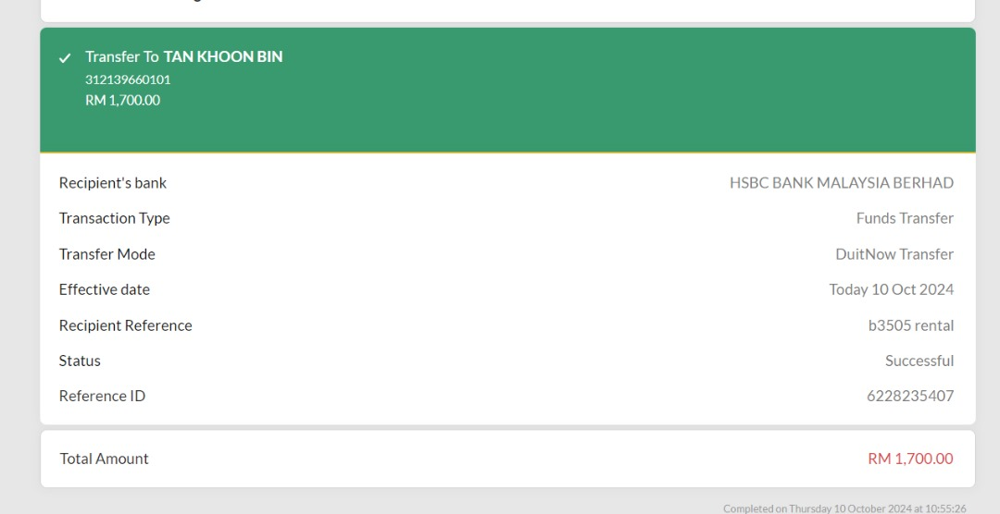 Transfer To TAN KHOON BIN
312139660101
RM 1,700.00
Recipient's bank HSBC BANK MALAYSIA BERHAD
Transaction Type Funds Transfer
Transfer Mode DuitNow Transfer
Effective date Today 10 Oct 2024
Recipient Reference b3505 rental
Status Successful
Reference ID 6228235407
Total Amount RM 1,700.00
Completed on Thursday 10 October 2024 at 10:55:26